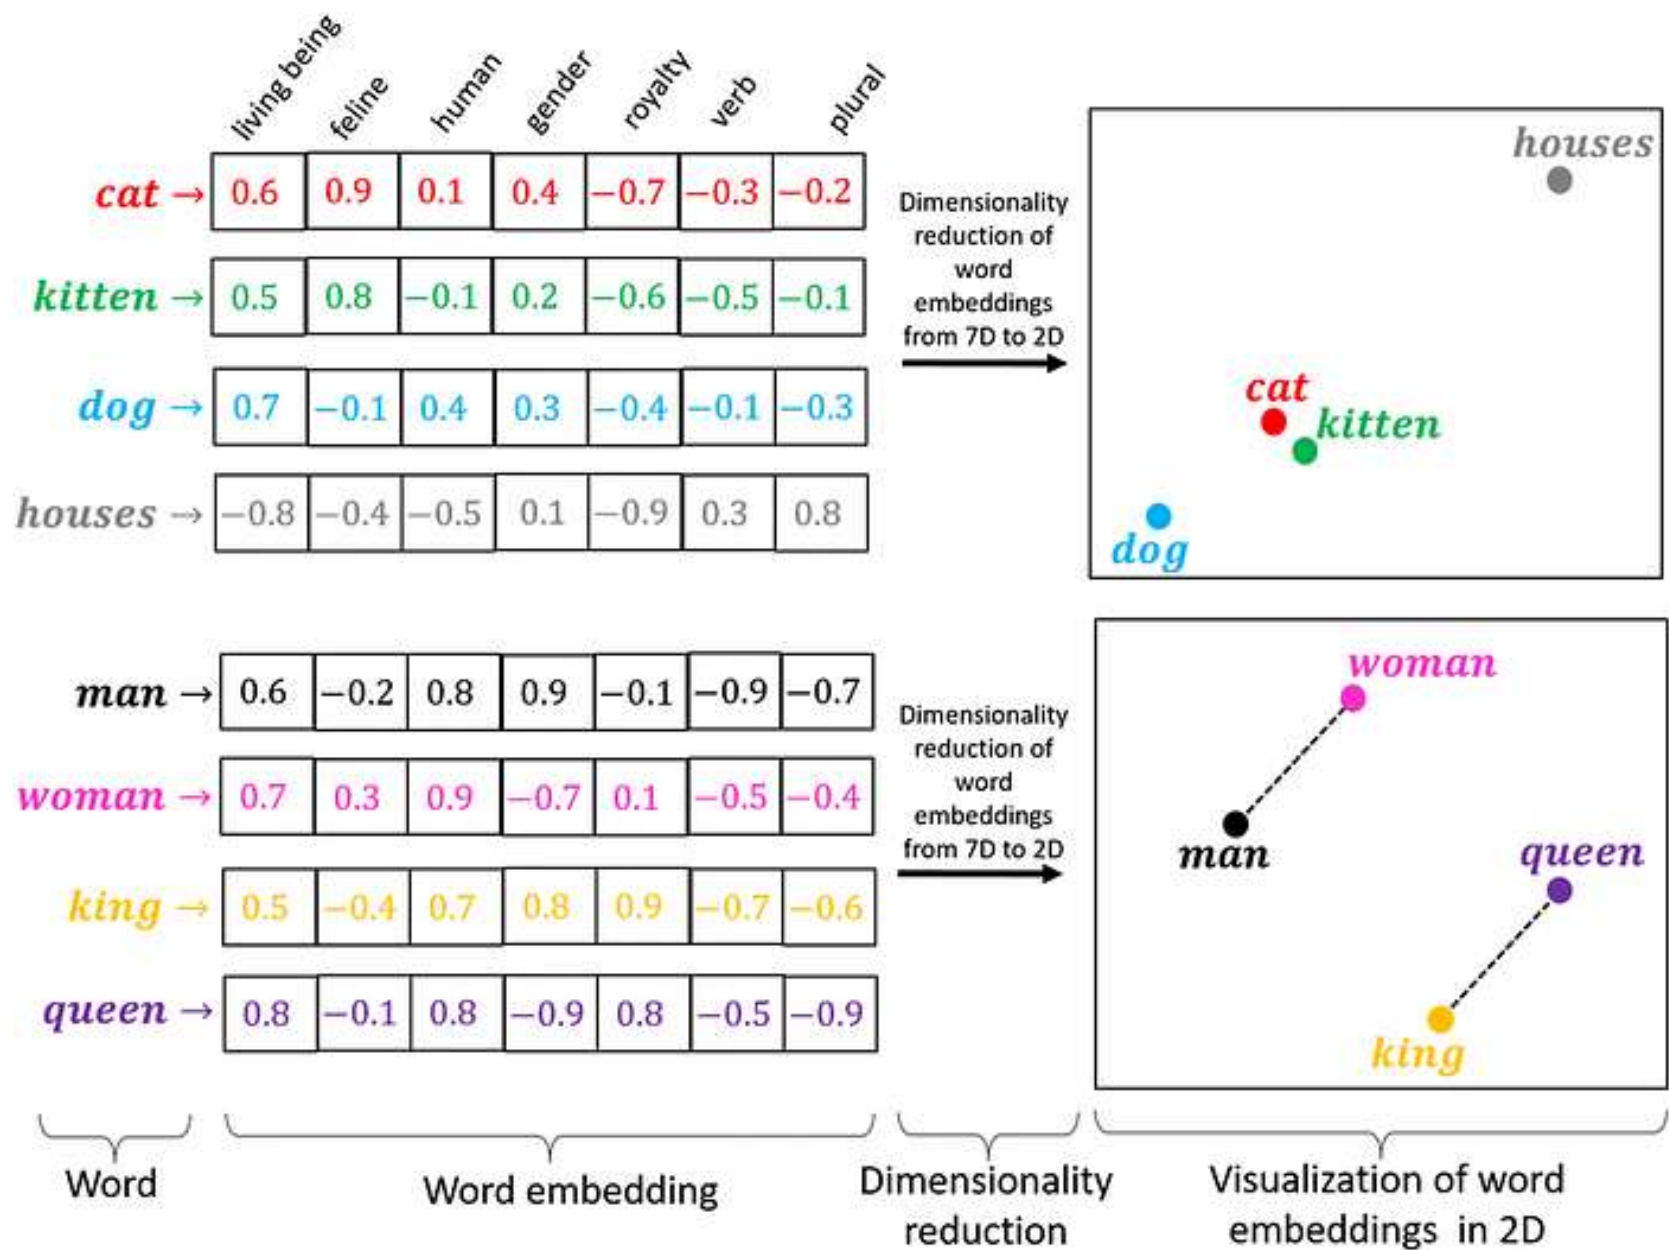 living being feline human gender royalty verb plural
cat → 0.6 0.9 0.1 0.4 −0.7 −0.3 −0.2
kitten → 0.5 0.8 −0.1 0.2 −0.6 −0.5 −0.1
dog → 0.7 −0.1 0.4 0.3 −0.4 −0.1 −0.3
houses → −0.8 −0.4 −0.5 0.1 −0.9 0.3 0.8
Dimensionality
reduction of
word
embeddings
from 7D to 2D
houses
cat
kitten
dog
man → 0.6 −0.2 0.8 0.9 −0.1 −0.9 −0.7
woman → 0.7 0.3 0.9 −0.7 0.1 −0.5 −0.4
king → 0.5 −0.4 0.7 0.8 0.9 −0.7 −0.6
queen → 0.8 −0.1 0.8 −0.9 0.8 −0.5 −0.9
Dimensionality
reduction of
word
embeddings
from 7D to 2D
woman
man
queen
king
Word
Word embedding
Dimensionality
reduction
Visualization of word
embeddings in 2D